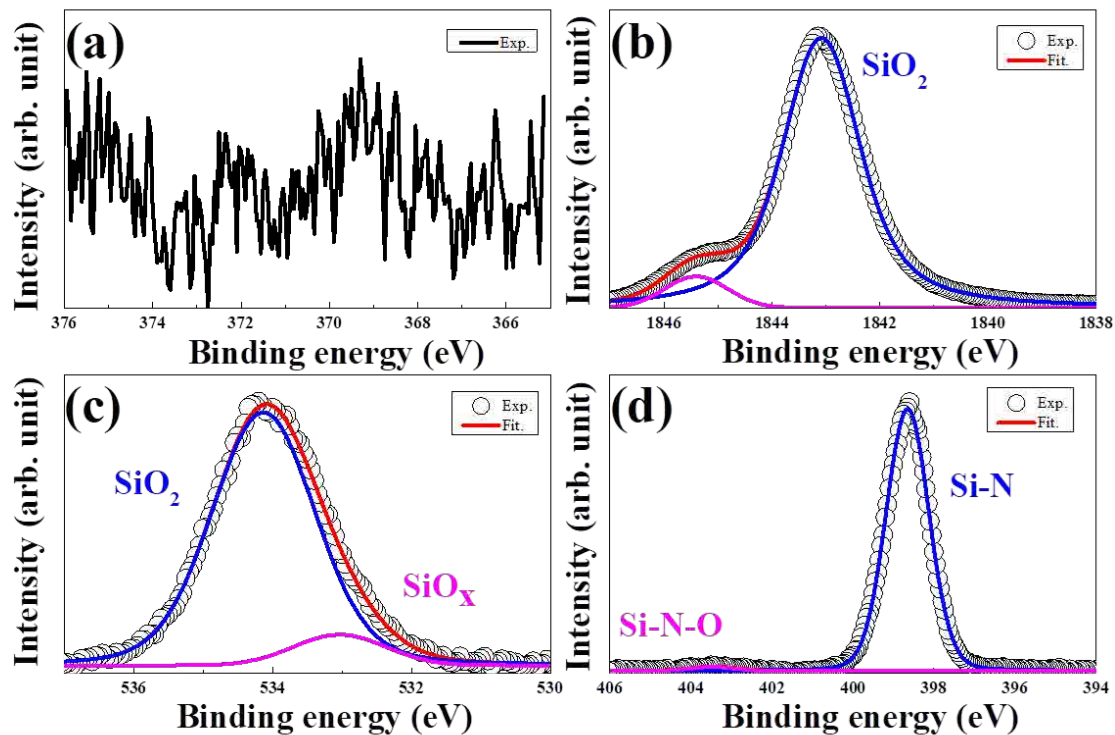 (a)
Exp.
Intensity (arb. unit)
376 374 372 370 368 366
Binding energy (eV)
(b)
Exp.
Fit.
SiO₂
Intensity (arb. unit)
1846 1844 1842 1840 1838
Binding energy (eV)
(c)
Exp.
Fit.
SiO₂
SiOX
Intensity (arb. unit)
536 534 532 530
Binding energy (eV)
(d)
Exp.
Fit.
Si-N
Si-N-O
Intensity (arb. unit)
406 404 402 400 398 396 394
Binding energy (eV)